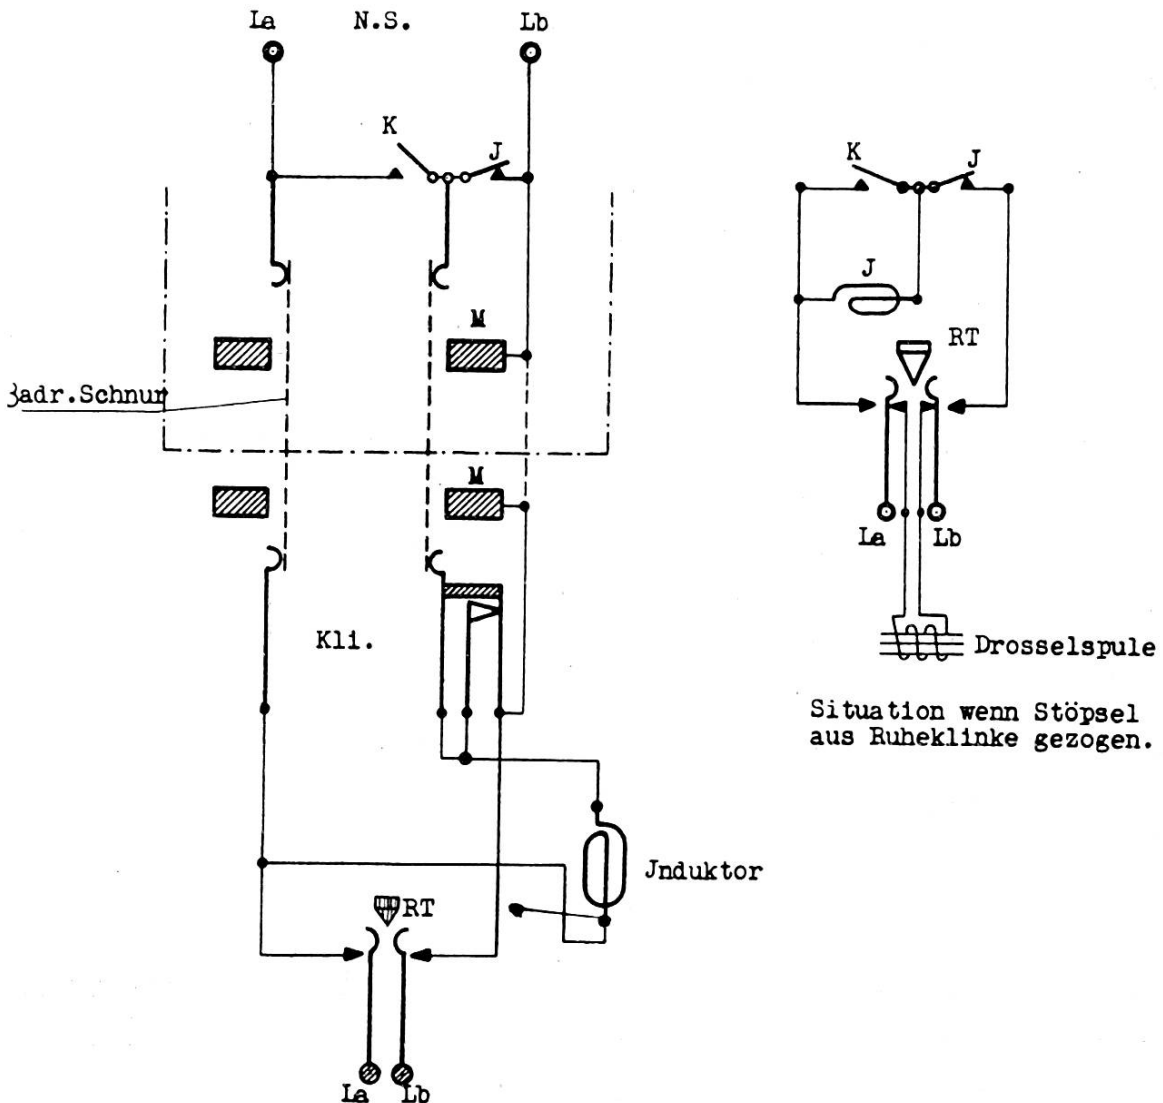 La N.S. Lb
K J
K J
J
M
RT
3adr.Schnur
M
La Lb
Kli.
Drosselspule
Situation wenn Stöpsel
aus Ruheklinke gezogen.
Jnduktor
RT
La Lb